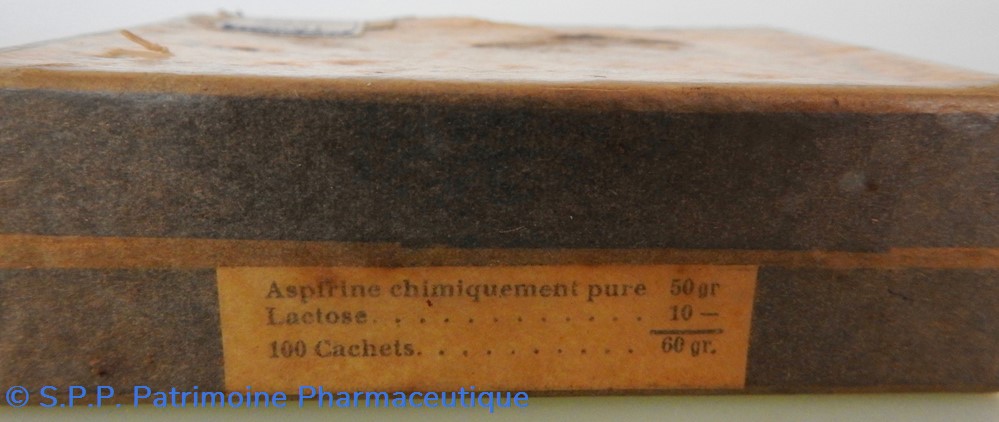 Aspirine chimiquement pure 50 gr
Lactose. . . . . . . . . . . . . 10 —
100 Cachets. . . . . . . . . . 60 gr.
© S.P.P. Patrimoine Pharmaceutique